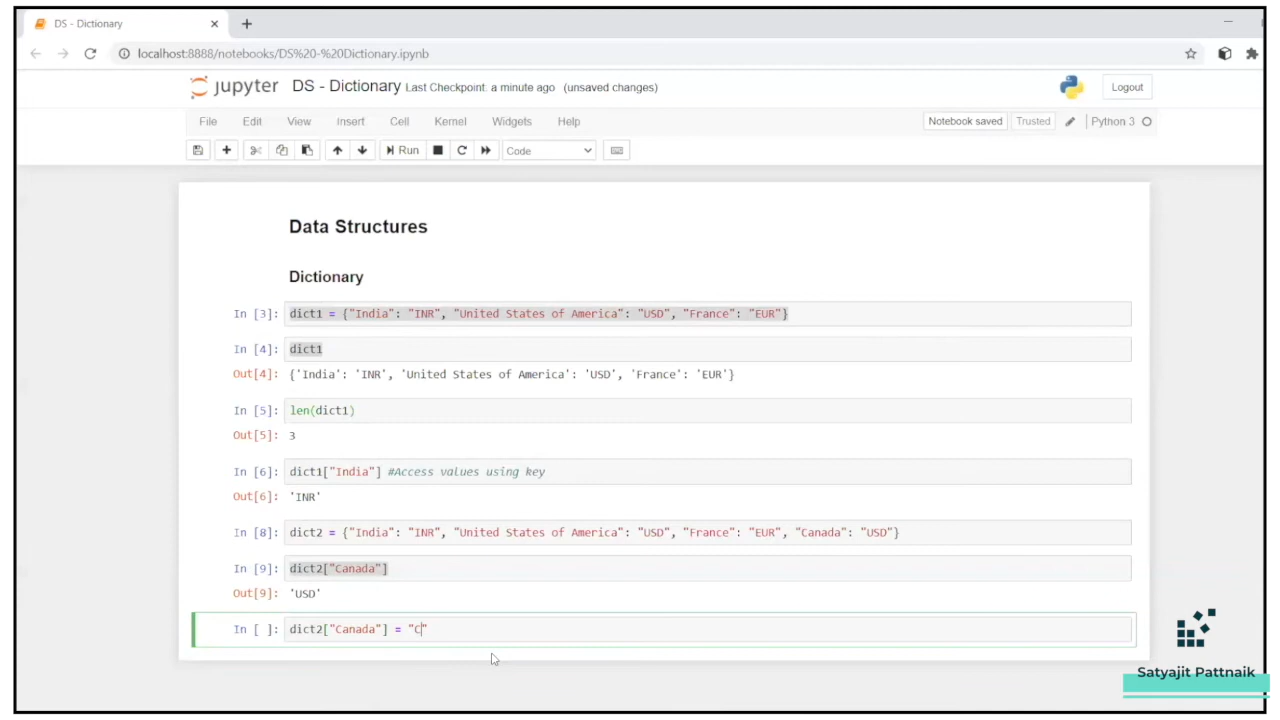 DS - Dictionary
localhost:8888/notebooks/DS%20-%20Dictionary.ipynb
jupyter DS - Dictionary Last Checkpoint: a minute ago (unsaved changes) Logout
File Edit View Insert Cell Kernel Widgets Help Notebook saved Trusted Python 3
Run Code
Data Structures
Dictionary
In [3]: dict1 = {"India": "INR", "United States of America": "USD", "France": "EUR"}
In [4]: dict1
Out[4]: {'India': 'INR', 'United States of America': 'USD', 'France': 'EUR'}
In [5]: len(dict1)
Out[5]: 3
In [6]: dict1["India"] #Access values using key
Out[6]: 'INR'
In [8]: dict2 = {"India": "INR", "United States of America": "USD", "France": "EUR", "Canada": "USD"}
In [9]: dict2["Canada"]
Out[9]: 'USD'
In [ ]: dict2["Canada"] = "C"
Satyajit Pattnaik